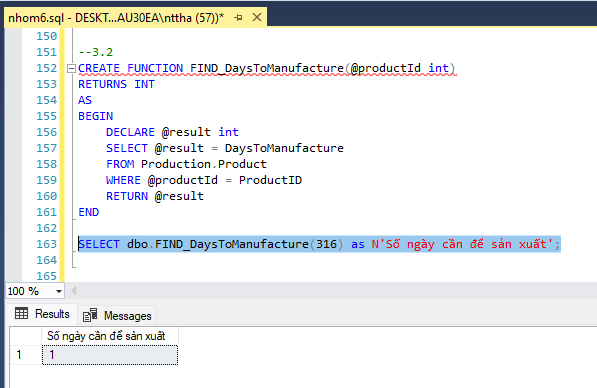 nhom6.sql - DESKT...AU30EA\nttha (57))*
150
151 --3.2
152 CREATE FUNCTION FIND_DaysToManufacture(@productId int)
153 RETURNS INT
154 AS
155 BEGIN
156 DECLARE @result int
157 SELECT @result = DaysToManufacture
158 FROM Production.Product
159 WHERE @productId = ProductID
160 RETURN @result
161 END
162
163 SELECT dbo.FIND_DaysToManufacture(316) as N'Số ngày cần để sản xuất';
164
165
100 %
Results Messages
Số ngày cần để sản xuất
1 1